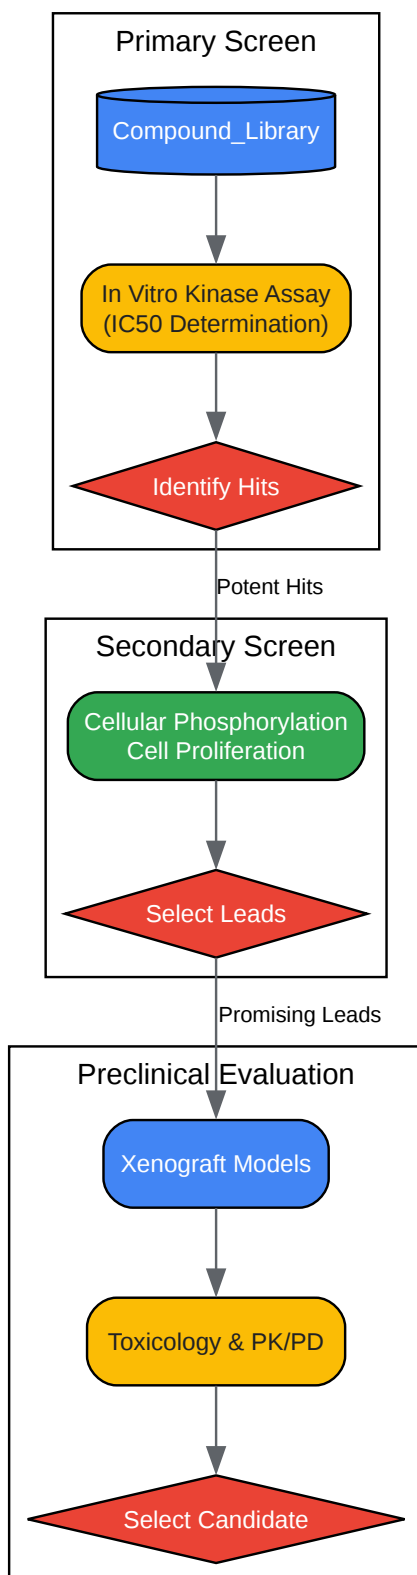 Primary Screen
Compound_Library
In Vitro Kinase Assay
(IC50 Determination)
Identify Hits
Potent Hits
Secondary Screen
Cellular Phosphorylation
Cell Proliferation
Select Leads
Promising Leads
Preclinical Evaluation
Xenograft Models
Toxicology & PK/PD
Select Candidate